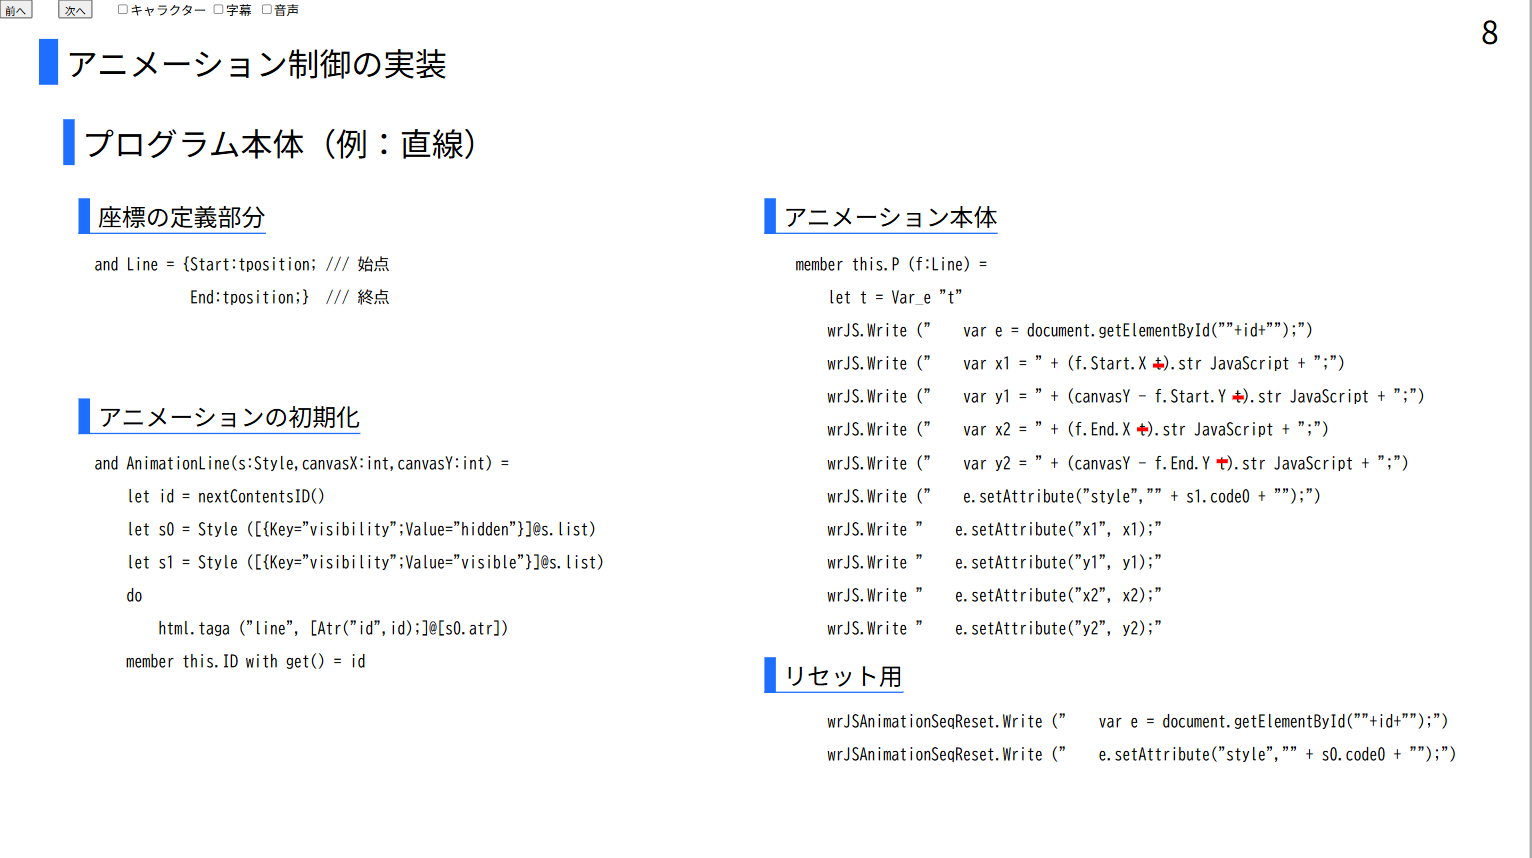 前へ 次へ キャラクター 字幕 音声
8
アニメーション制御の実装
プログラム本体（例：直線）
座標の定義部分
and Line = {Start:tposition; /// 始点
End:tposition;} /// 終点
アニメーションの初期化
and AnimationLine(s:Style,canvasX:int,canvasY:int) =
let id = nextContentsID()
let s0 = Style ([{Key="visibility";Value="hidden"}]@s.list)
let s1 = Style ([{Key="visibility";Value="visible"}]@s.list)
do
html.taga ("line", [Atr("id",id);]@[s0.atr])
member this.ID with get() = id
アニメーション本体
member this.P (f:Line) =
let t = Var_e "t"
wrJS.Write ("    var e = document.getElementById(""+id+"");")
wrJS.Write ("    var x1 = " + (f.Start.X t).str JavaScript + ";")
wrJS.Write ("    var y1 = " + (canvasY - f.Start.Y t).str JavaScript + ";")
wrJS.Write ("    var x2 = " + (f.End.X t).str JavaScript + ";")
wrJS.Write ("    var y2 = " + (canvasY - f.End.Y t).str JavaScript + ";")
wrJS.Write ("    e.setAttribute("style","" + s1.code0 + "");")
wrJS.Write "    e.setAttribute("x1", x1);"
wrJS.Write "    e.setAttribute("y1", y1);"
wrJS.Write "    e.setAttribute("x2", x2);"
wrJS.Write "    e.setAttribute("y2", y2);"
リセット用
wrJSAnimationSeqReset.Write ("    var e = document.getElementById(""+id+"");")
wrJSAnimationSeqReset.Write ("    e.setAttribute("style","" + s0.code0 + "");")